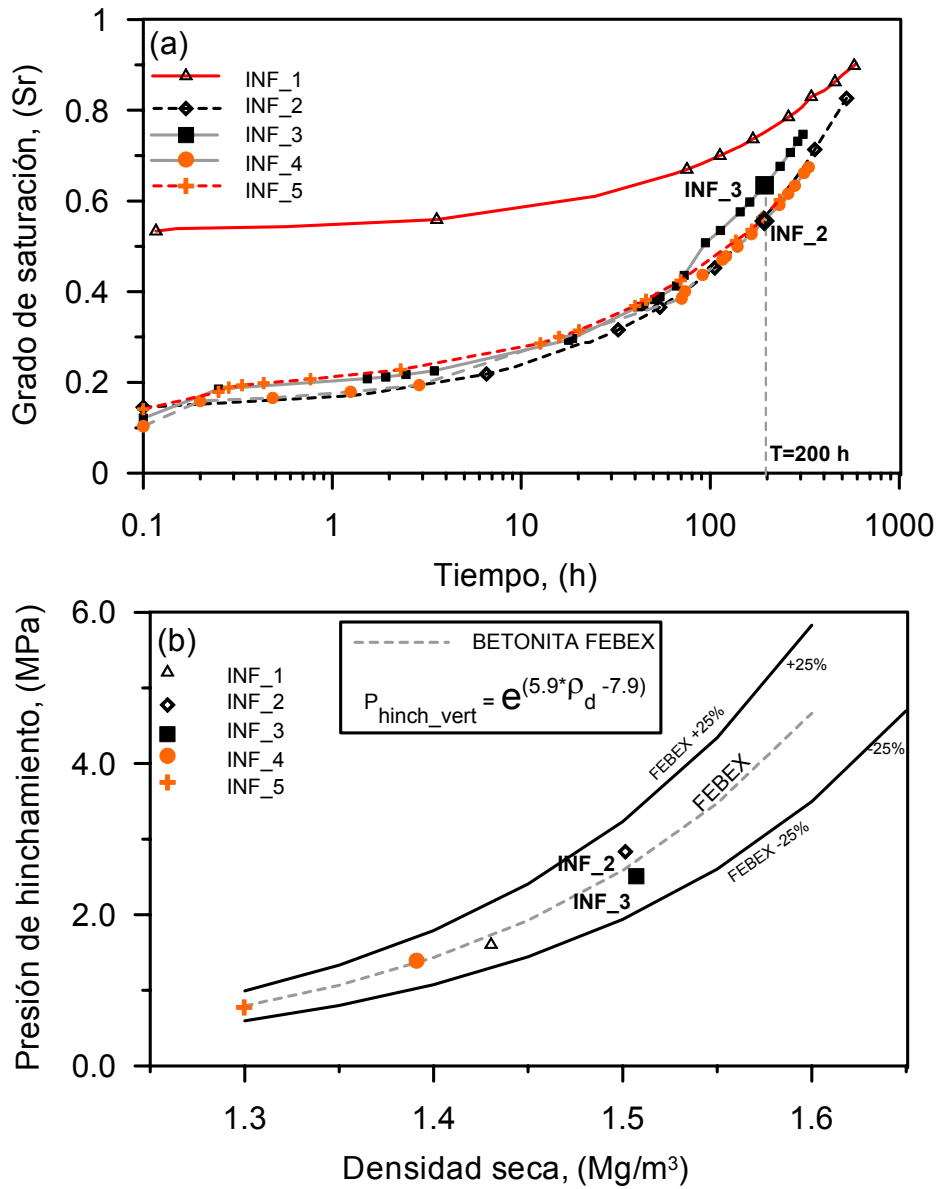 (a)
INF_1
INF_2
INF_3
INF_4
INF_5
INF_3
INF_2
T=200 h
1
0.8
0.6
0.4
0.2
0
0.1
1
10
100
1000
Grado de saturación, (Sr)
Tiempo, (h)
(b)
INF_1
INF_2
INF_3
INF_4
INF_5
BETONITA FEBEX
P_hinch_vert = e^(5.9*ρ_d -7.9)
+25%
FEBEX +25%
FEBEX
-25%
FEBEX -25%
INF_2
INF_3
6.0
4.0
2.0
0.0
1.3
1.4
1.5
1.6
Presión de hinchamiento, (MPa)
Densidad seca, (Mg/m³)